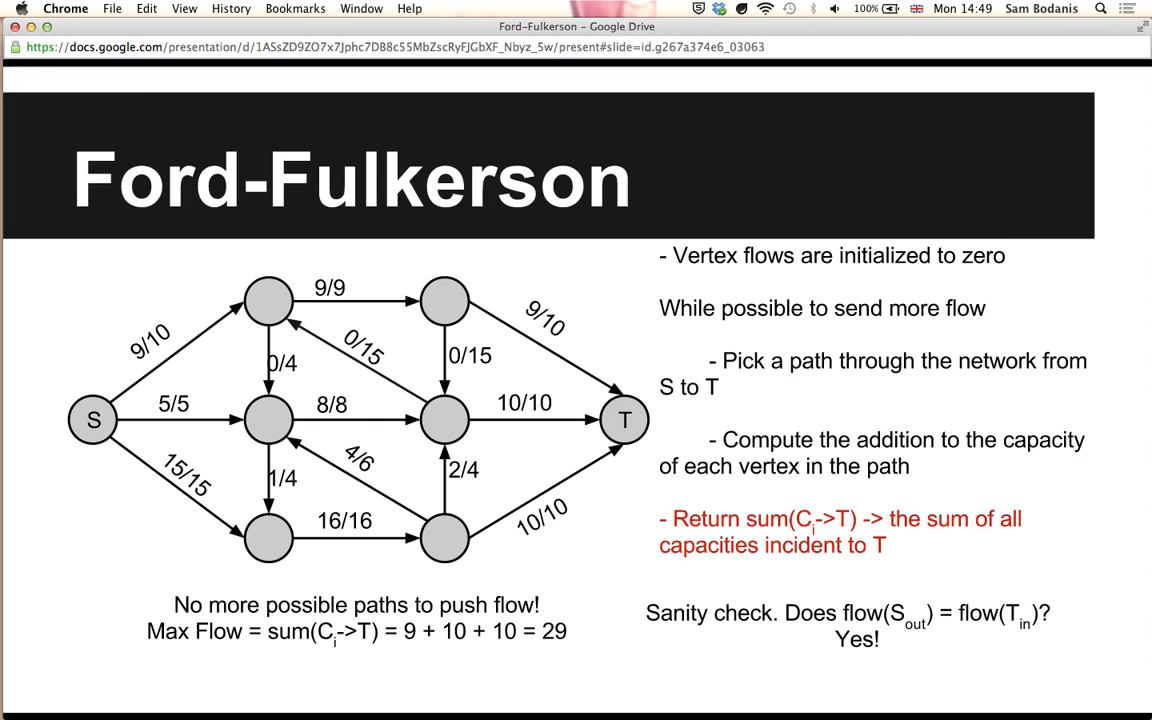 Chrome File Edit View History Bookmarks Window Help 100% Mon 14:49 Sam Bodanis
Ford-Fulkerson – Google Drive
https://docs.google.com/presentation/d/1ASsZD9ZO7x7Jphc7DB8c55MbZscRyFJGbXF_Nbyz_5w/present#slide=id.g267a374e6_03063
Ford-Fulkerson
9/9
9/10
0/15
9/10
0/4
0/15
S
5/5
8/8
10/10
T
15/15
1/4
4/6
2/4
16/16
10/10
No more possible paths to push flow!
Max Flow = sum(Ci->T) = 9 + 10 + 10 = 29
- Vertex flows are initialized to zero
While possible to send more flow
- Pick a path through the network from
S to T
- Compute the addition to the capacity
of each vertex in the path
- Return sum(Ci->T) -> the sum of all
capacities incident to T
Sanity check. Does flow(Sout) = flow(Tin)?
Yes!